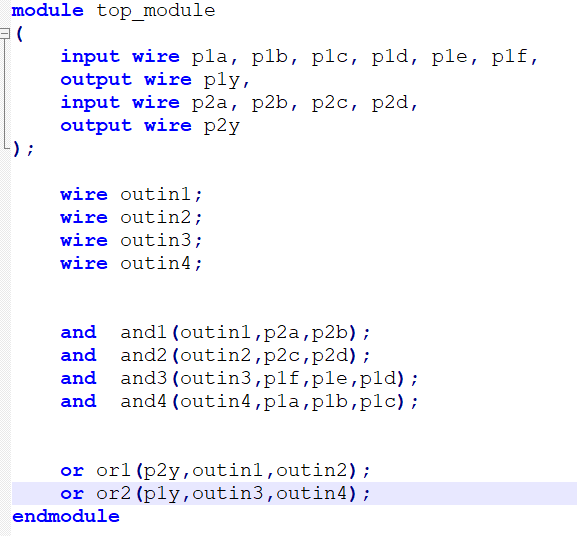 module top_module
(
input wire p1a, p1b, p1c, p1d, p1e, p1f,
output wire p1y,
input wire p2a, p2b, p2c, p2d,
output wire p2y
);
wire outin1;
wire outin2;
wire outin3;
wire outin4;
and  and1(outin1,p2a,p2b);
and  and2(outin2,p2c,p2d);
and  and3(outin3,p1f,p1e,p1d);
and  and4(outin4,p1a,p1b,p1c);
or or1(p2y,outin1,outin2);
or or2(p1y,outin3,outin4);
endmodule